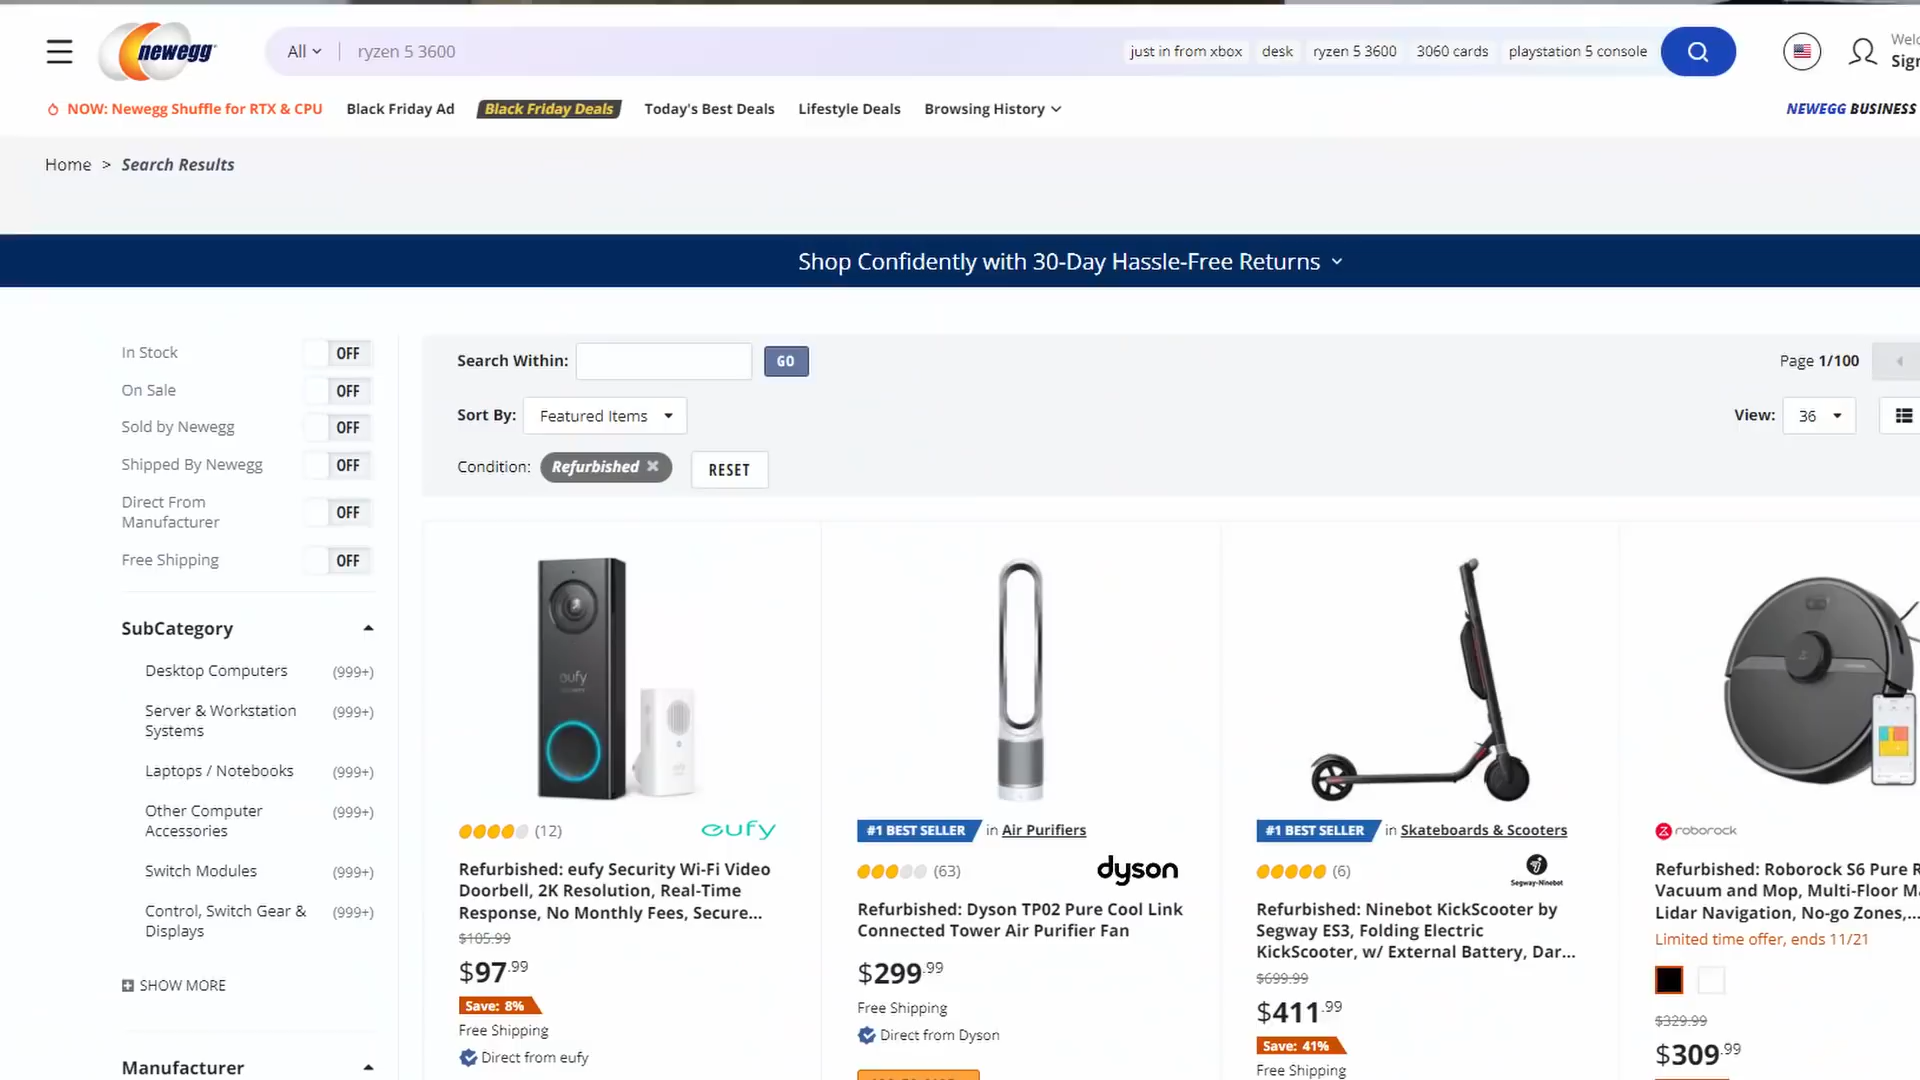 newegg
All
ryzen 5 3600
just in from xbox
desk
ryzen 5 3600
3060 cards
playstation 5 console
NOW: Newegg Shuffle for RTX & CPU
Black Friday Ad
Black Friday Deals
Today's Best Deals
Lifestyle Deals
Browsing History
NEWEGG BUSINESS
Home > Search Results
Shop Confidently with 30-Day Hassle-Free Returns
In Stock OFF
On Sale OFF
Sold by Newegg OFF
Shipped By Newegg OFF
Direct From
Manufacturer OFF
Free Shipping OFF
SubCategory
Desktop Computers (999+)
Server & Workstation (999+)
Systems
Laptops / Notebooks (999+)
Other Computer (999+)
Accessories
Switch Modules (999+)
Control, Switch Gear & (999+)
Displays
SHOW MORE
Manufacturer
Search Within: GO
Page 1/100
Sort By: Featured Items
View: 36
Condition: Refurbished RESET
eufy
(12) eufy
Refurbished: eufy Security Wi-Fi Video
Doorbell, 2K Resolution, Real-Time
Response, No Monthly Fees, Secure...
$105.99
$97.99
Save: 8%
Free Shipping
Direct from eufy
#1 BEST SELLER in Air Purifiers
(63) dyson
Refurbished: Dyson TP02 Pure Cool Link
Connected Tower Air Purifier Fan
$299.99
Free Shipping
Direct from Dyson
#1 BEST SELLER in Skateboards & Scooters
(6) Segway-Ninebot
Refurbished: Ninebot KickScooter by
Segway ES3, Folding Electric
KickScooter, w/ External Battery, Dar...
$699.99
$411.99
Save: 41%
Free Shipping
roborock
Refurbished: Roborock S6 Pure
Vacuum and Mop, Multi-Floor
Lidar Navigation, No-go Zones,...
Limited time offer, ends 11/21
$329.99
$309.99